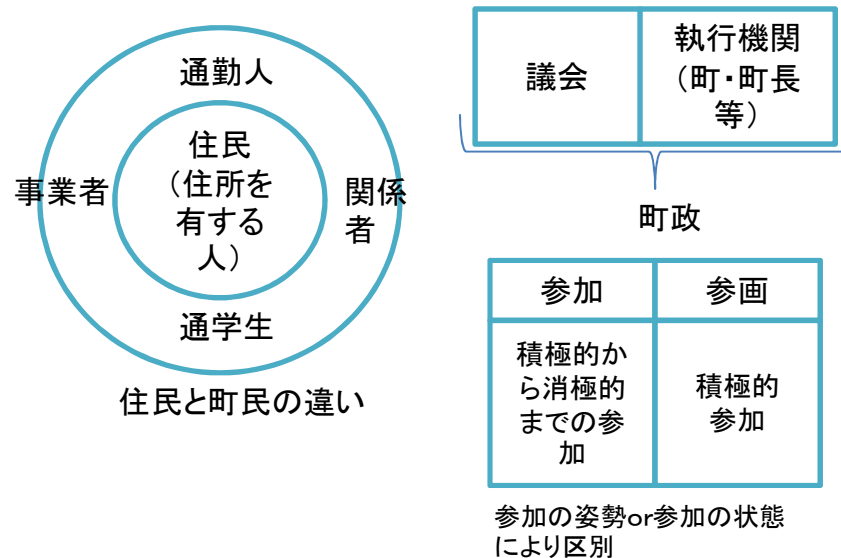 通勤人
住民
（住所を
有する
人）
事業者
関係
者
通学生
住民と町民の違い
議会
執行機関
（町・町長
等）
町政
参加
参画
積極的か
ら消極的
までの参
加
積極的
参加
参加の姿勢or参加の状態
により区別